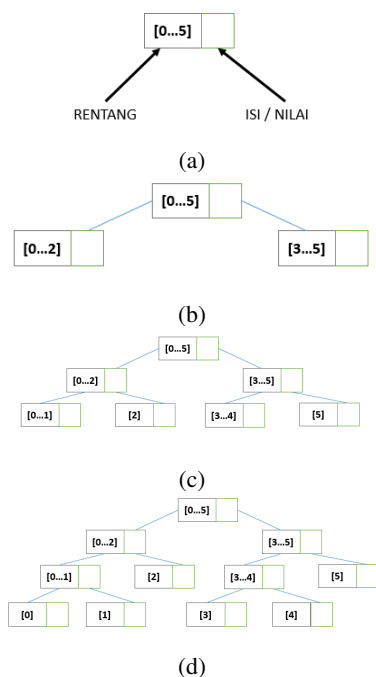 [0...5]
RENTANG ISI / NILAI
(a)
[0...5]
[0...2] [3...5]
(b)
[0...5]
[0...2] [3...5]
[0...1] [2] [3...4] [5]
(c)
[0...5]
[0...2] [3...5]
[0...1] [2] [3...4] [5]
[0] [1] [3] [4]
(d)